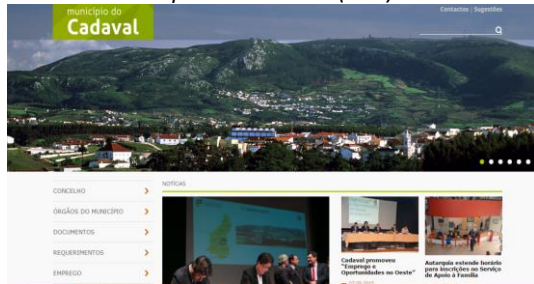 município do
Cadaval
Contactos | Sugestões
CONCELHO
ÓRGÃOS DO MUNICÍPIO
DOCUMENTOS
REQUERIMENTOS
EMPREGO
NOTÍCIAS
Cadaval promoveu
"Emprego e
Oportunidades no Oeste"
Autarquia estende horário
para inscrições no Serviço
de Apoio à Família